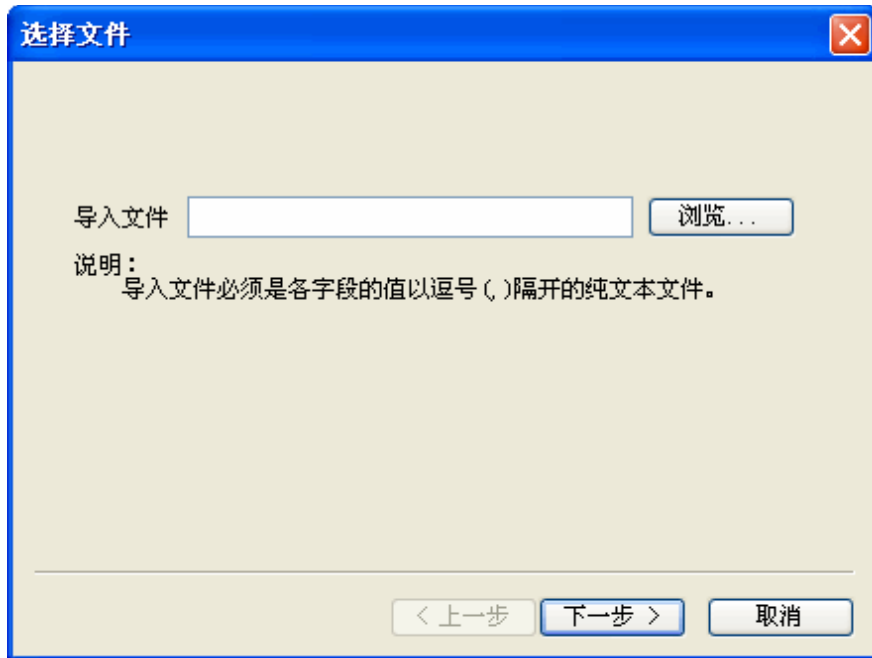 选择文件
导入文件
浏览...
说明：
导入文件必须是各字段的值以逗号(,)隔开的纯文本文件。
< 上一步
下一步 >
取消